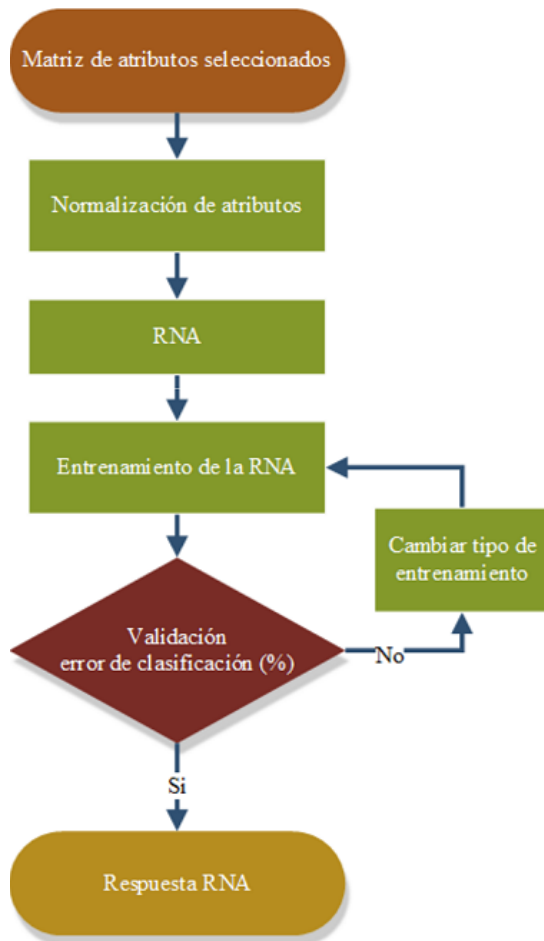 Matriz de atributos seleccionados
Normalización de atributos
RNA
Entrenamiento de la RNA
Cambiar tipo de
entrenamiento
Validación
error de clasificación (%)
No
Si
Respuesta RNA